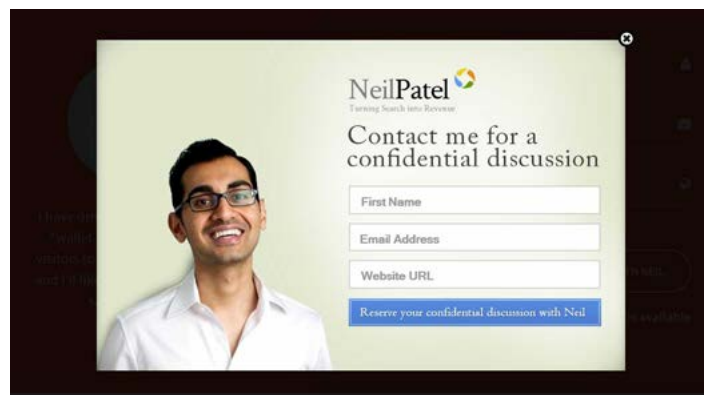 NeilPatel
Turning Search into Revenue
Contact me for a
confidential discussion
First Name
Email Address
Website URL
Reserve your confidential discussion with Neil
available